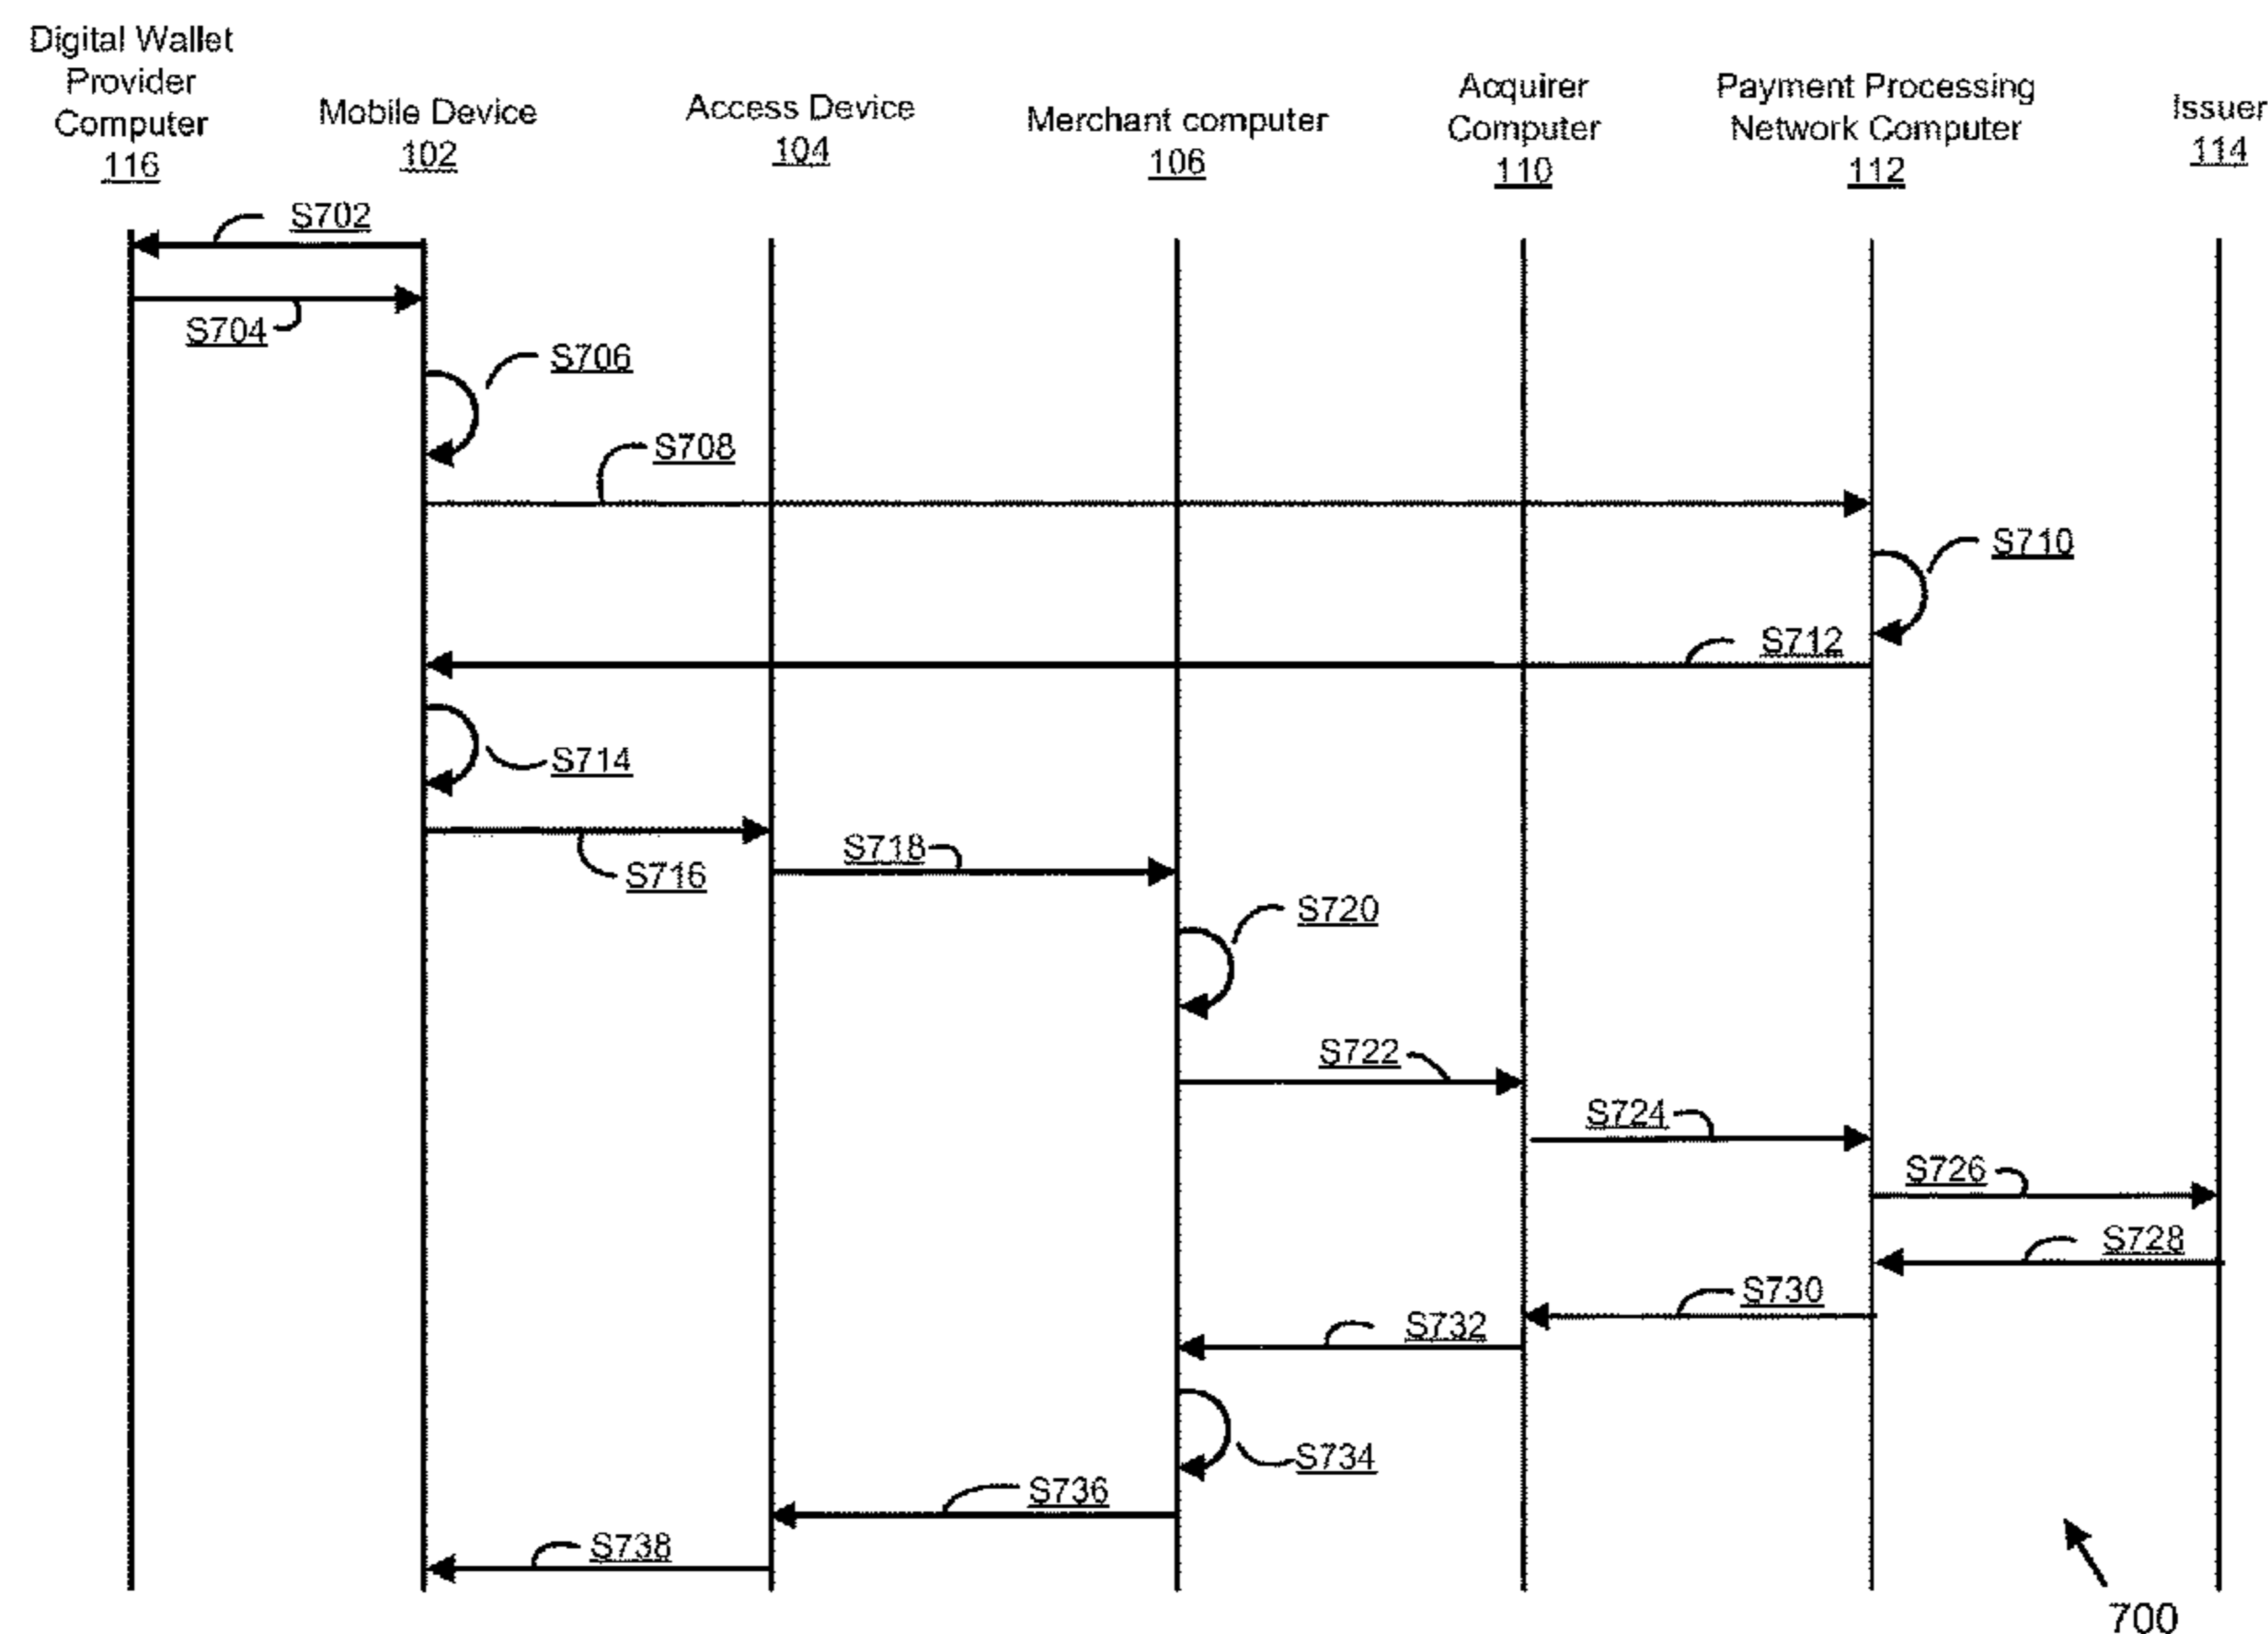 Digital Wallet
Provider
Computer
116
Mobile Device
102
Access Device
104
Merchant computer
106
Acquirer
Computer
110
Payment Processing
Network Computer
112
Issuer
114
S702
S704
S706
S708
S710
S712
S714
S716
S718
S720
S722
S724
S726
S728
S730
S732
S734
S736
S738
700